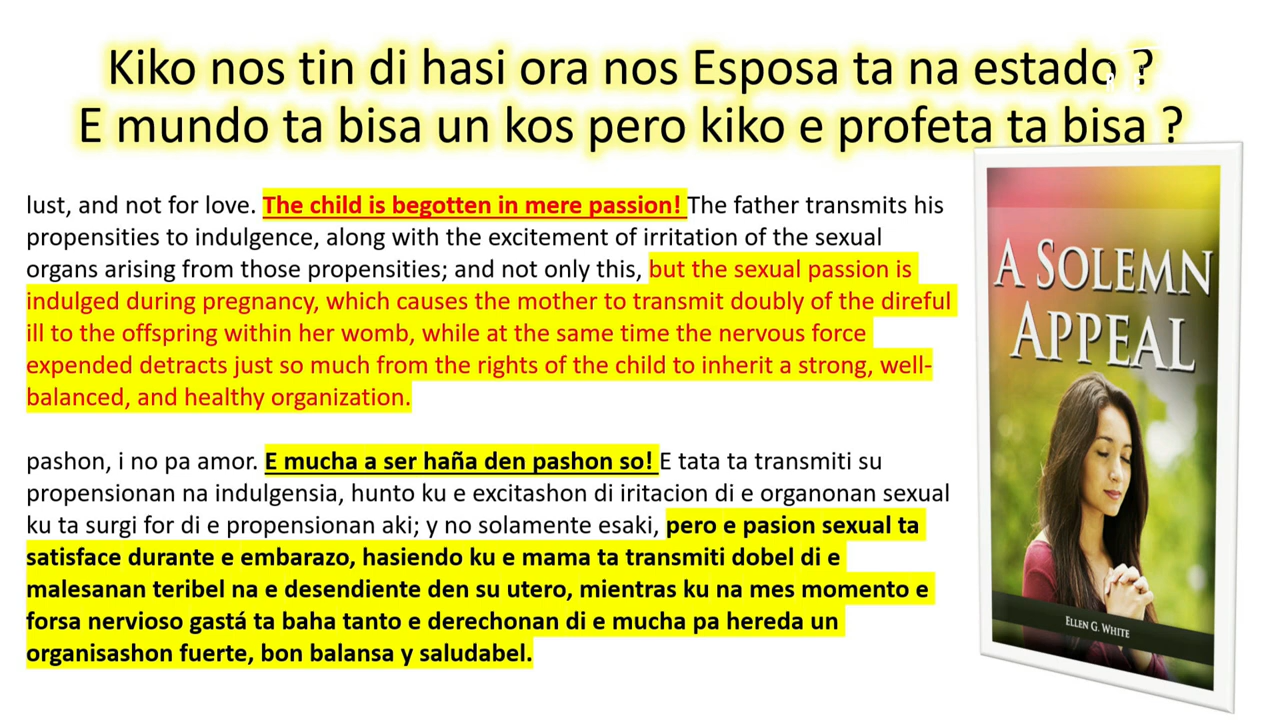 Kiko nos tin di hasi ora nos Esposa ta na estado ?
E mundo ta bisa un kos pero kiko e profeta ta bisa ?
lust, and not for love. The child is begotten in mere passion! The father transmits his
propensities to indulgence, along with the excitement of irritation of the sexual
organs arising from those propensities; and not only this, but the sexual passion is
indulged during pregnancy, which causes the mother to transmit doubly of the direful
ill to the offspring within her womb, while at the same time the nervous force
expended detracts just so much from the rights of the child to inherit a strong, well-
balanced, and healthy organization.
pashon, i no pa amor. E mucha a ser haña den pashon so! E tata ta transmiti su
propensionan na indulgensia, hunto ku e excitashon di iritacion di e organonan sexual
ku ta surgi for di e propensionan aki; y no solamente esaki, pero e pasion sexual ta
satisface durante e embarazo, hasiendo ku e mama ta transmiti dobel di e
malesanan teribel na e desendiente den su utero, mientras ku na mes momento e
forsa nervioso gastá ta baha tanto e derechonan di e mucha pa hereda un
organisashon fuerte, bon balansa y saludabel.
A SOLEMN
APPEAL
ELLEN G. WHITE